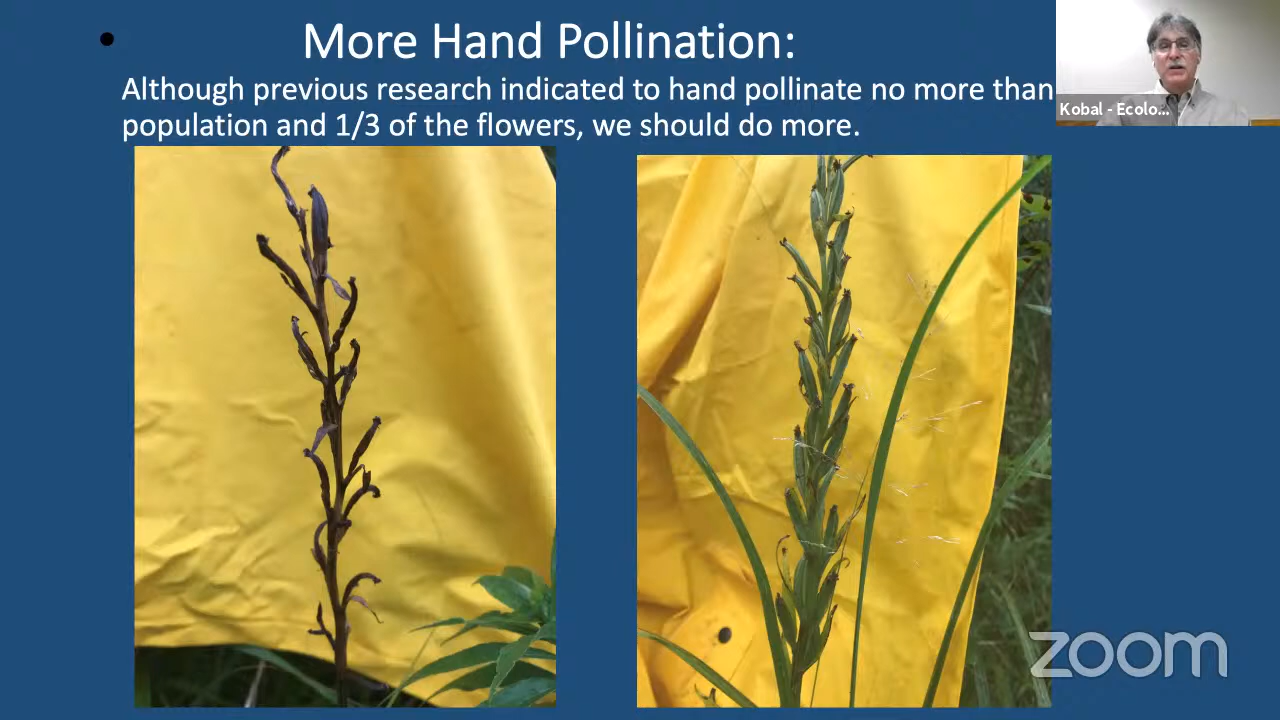 More Hand Pollination:
Although previous research indicated to hand pollinate no more than
population and 1/3 of the flowers, we should do more.
Kobal - Ecolo...
zoom